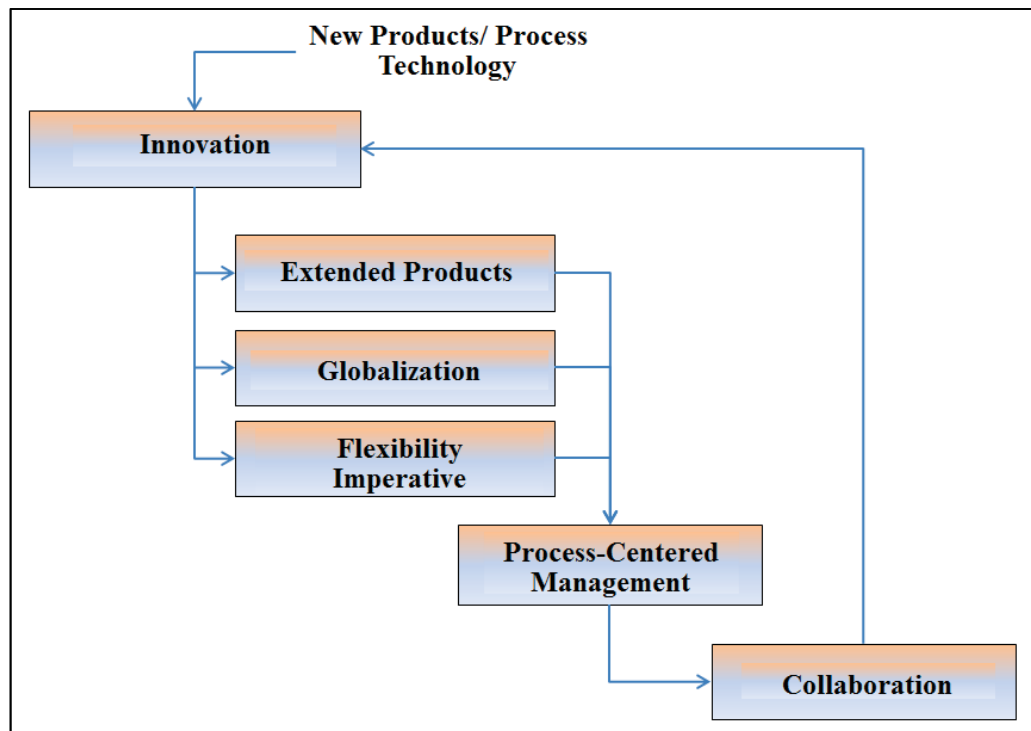 New Products/ Process
Technology
Innovation
Extended Products
Globalization
Flexibility
Imperative
Process-Centered
Management
Collaboration